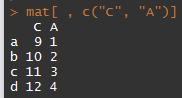 > mat[ , c("C", "A")]
   C A
a  9 1
b 10 2
c 11 3
d 12 4